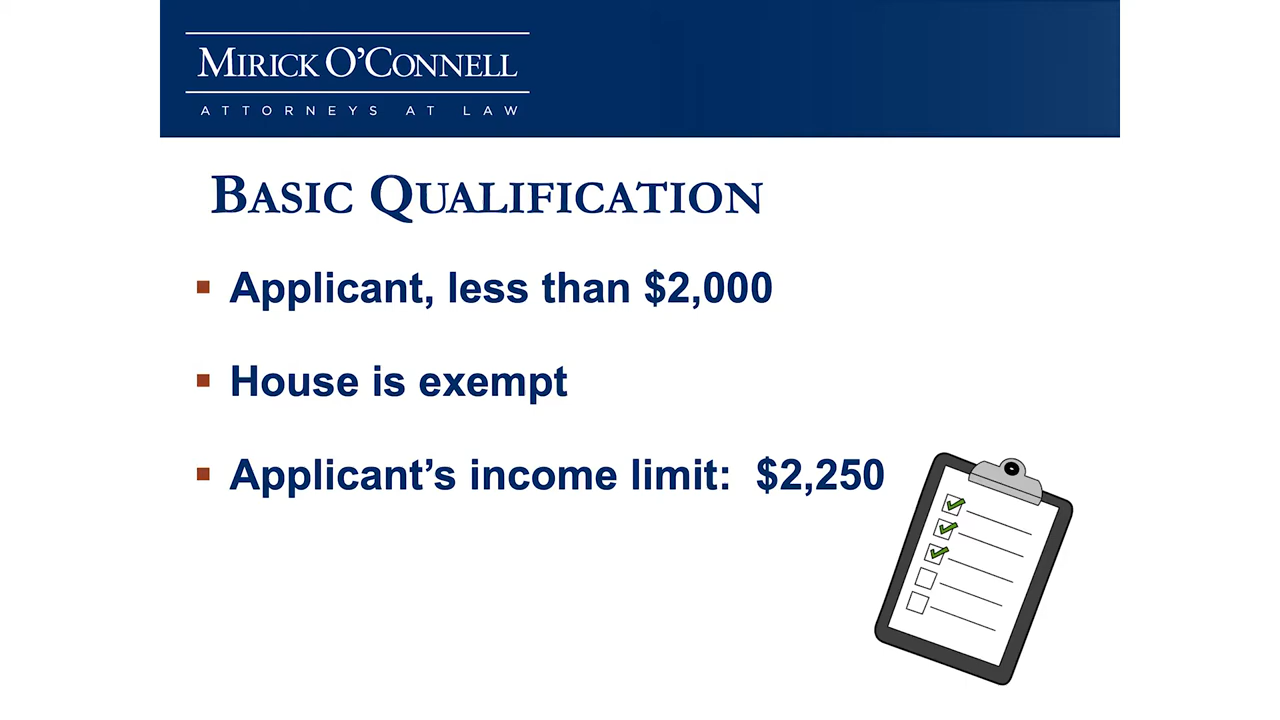 MIRICK O'CONNELL
ATTORNEYS AT LAW
BASIC QUALIFICATION
▪ Applicant, less than $2,000
▪ House is exempt
▪ Applicant's income limit:  $2,250